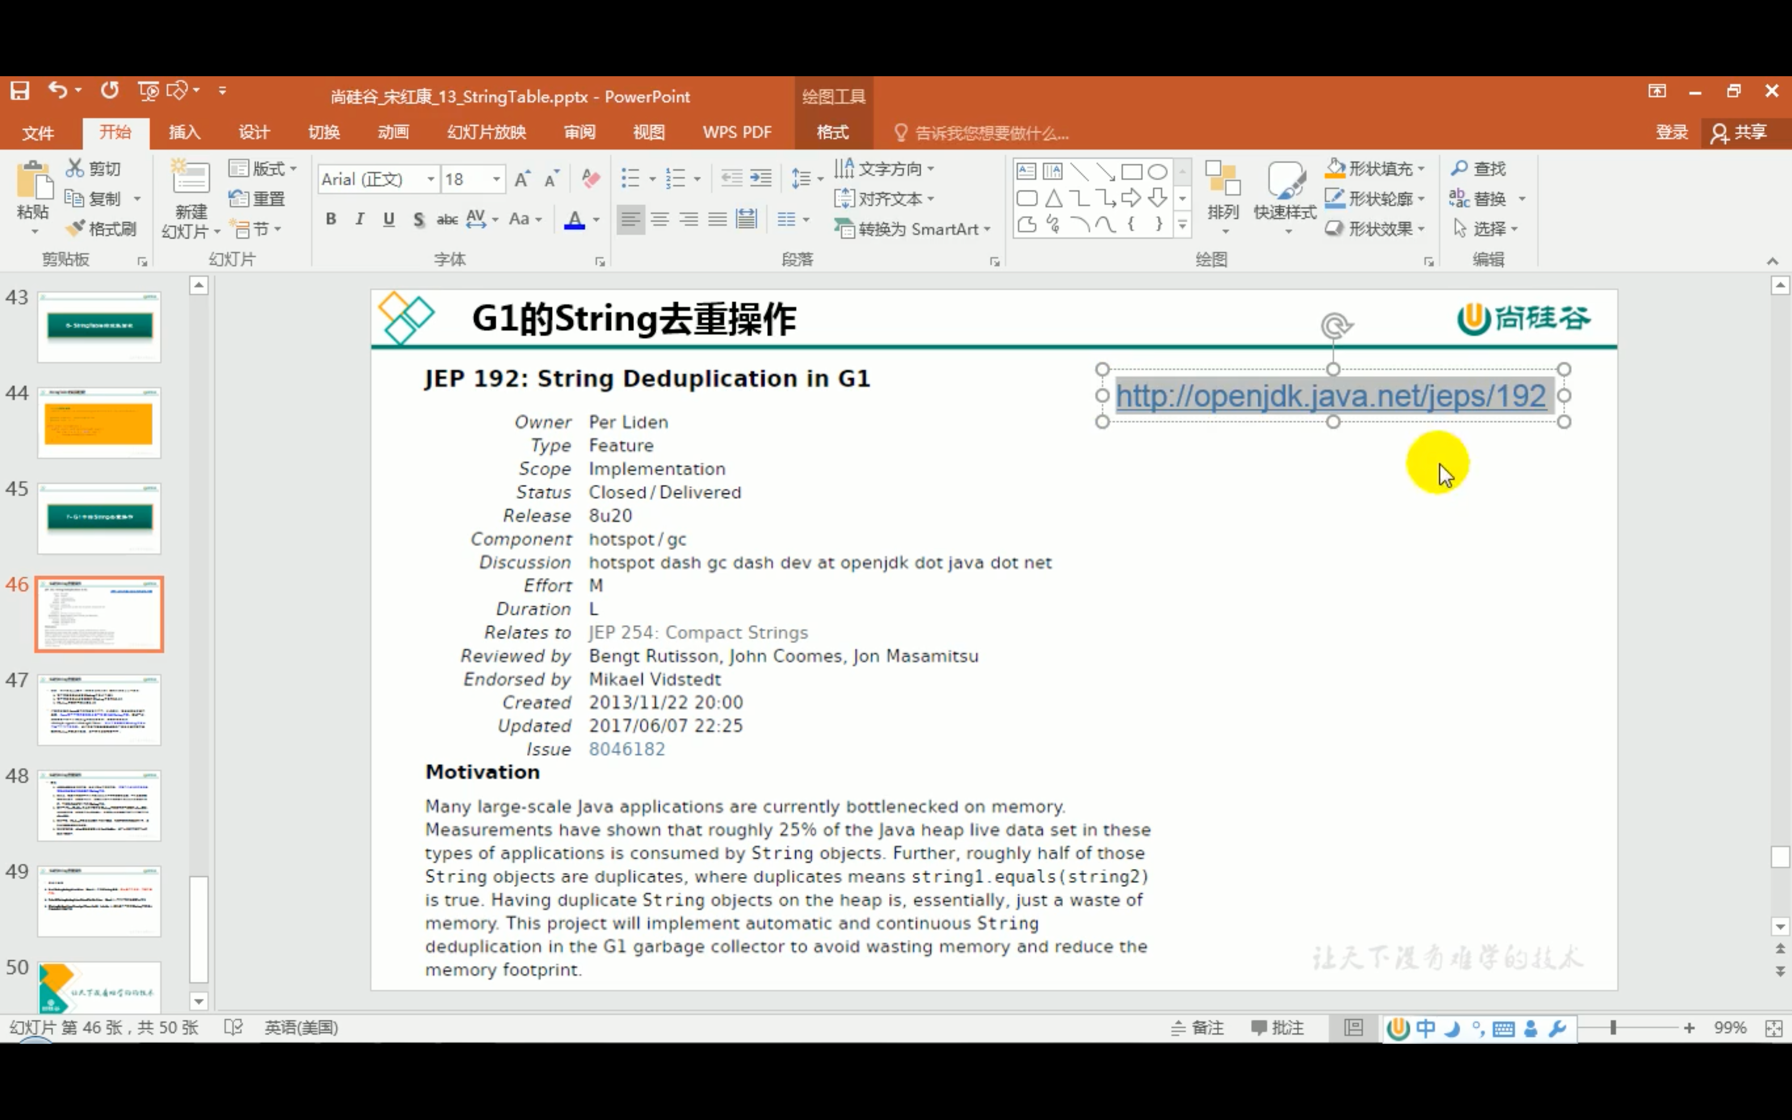 尚硅谷_宋红康_13_StringTable.pptx - PowerPoint
绘图工具
文件 开始 插入 设计 切换 动画 幻灯片放映 审阅 视图 WPS PDF 格式 告诉我您想要做什么... 登录 共享
粘贴
剪切
复制
格式刷
剪贴板
新建
幻灯片
版式
重置
节
幻灯片
Arial (正文) 18
B I U S abc AV Aa A
字体
文字方向
对齐文本
转换为 SmartArt
段落
排列
快速样式
形状填充
形状轮廓
形状效果
绘图
查找
替换
选择
编辑
43
44
45
46
47
48
49
50
G1的String去重操作
尚硅谷
http://openjdk.java.net/jeps/192
JEP 192: String Deduplication in G1
Owner Per Liden
Type Feature
Scope Implementation
Status Closed / Delivered
Release 8u20
Component hotspot / gc
Discussion hotspot dash gc dash dev at openjdk dot java dot net
Effort M
Duration L
Relates to JEP 254: Compact Strings
Reviewed by Bengt Rutisson, John Coomes, Jon Masamitsu
Endorsed by Mikael Vidstedt
Created 2013/11/22 20:00
Updated 2017/06/07 22:25
Issue 8046182
Motivation
Many large-scale Java applications are currently bottlenecked on memory.
Measurements have shown that roughly 25% of the Java heap live data set in these
types of applications is consumed by String objects. Further, roughly half of those
String objects are duplicates, where duplicates means string1.equals(string2)
is true. Having duplicate String objects on the heap is, essentially, just a waste of
memory. This project will implement automatic and continuous String
deduplication in the G1 garbage collector to avoid wasting memory and reduce the
memory footprint.
让天下没有难学的技术
幻灯片 第 46 张，共 50 张 英语(美国) 备注 批注 中 99%